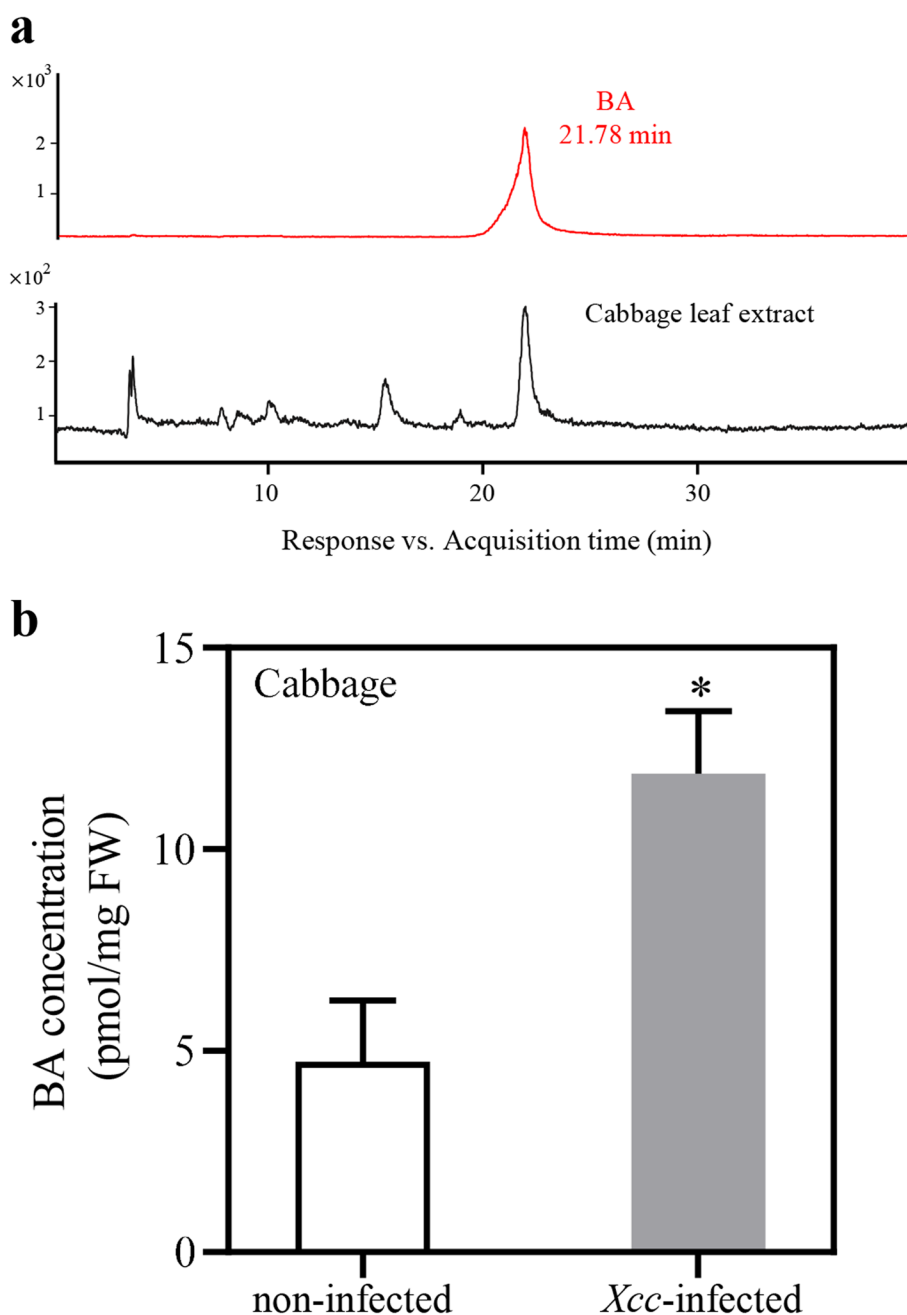 a
×10³
2
1
BA
21.78 min
×10²
3
2
1
Cabbage leaf extract
10 20 30
Response vs. Acquisition time (min)
b
BA concentration
(pmol/mg FW)
15
10
5
0
Cabbage
*
non-infected Xcc-infected